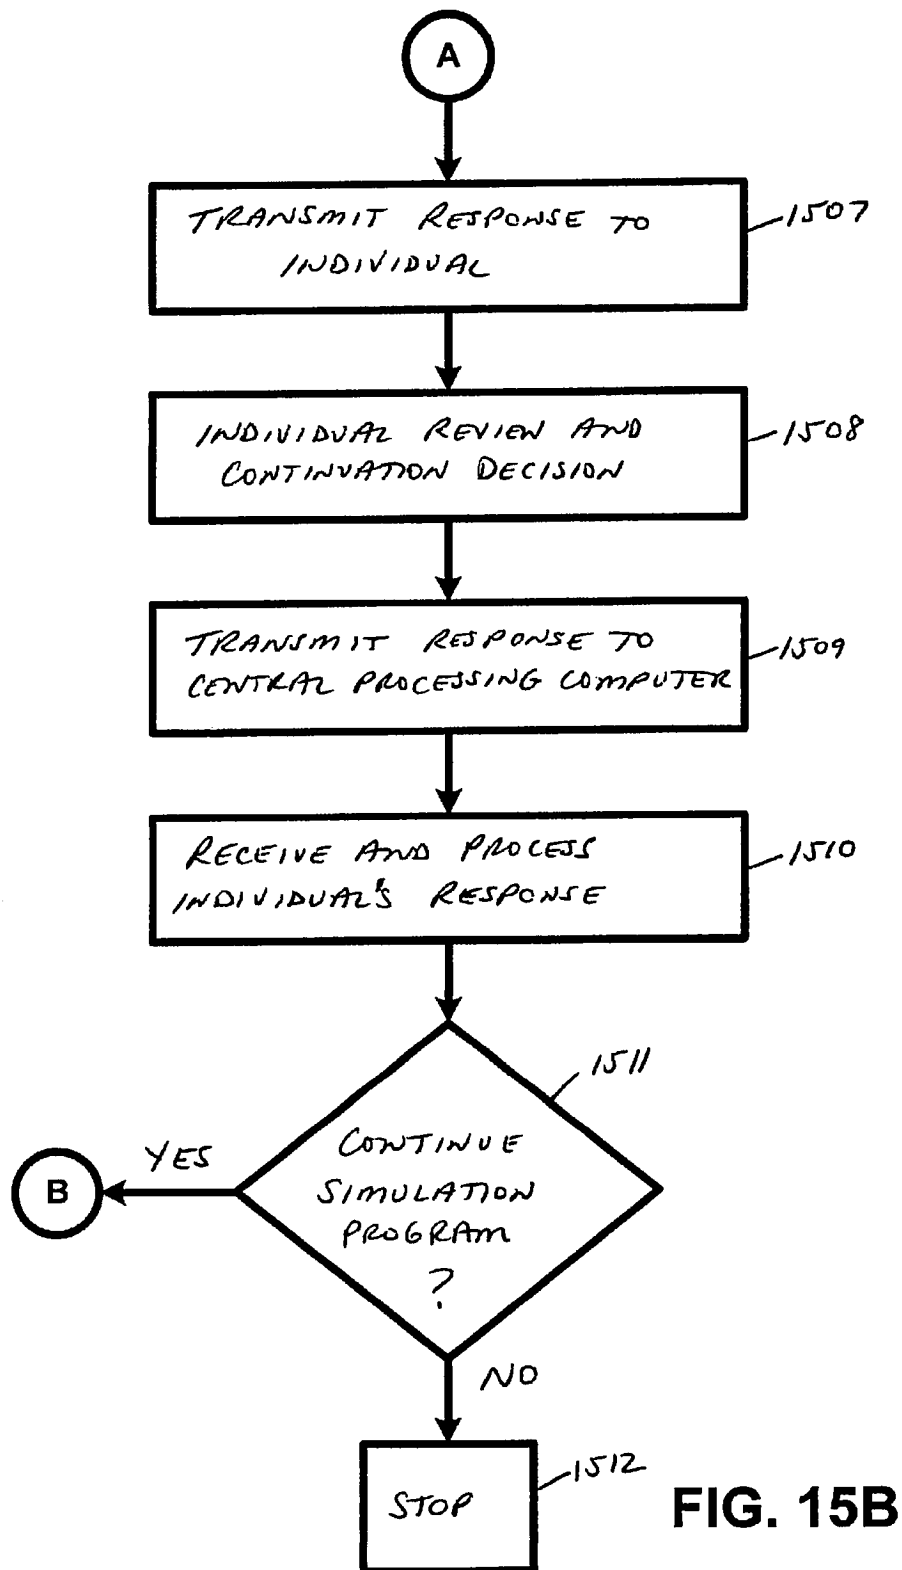 A
TRANSMIT RESPONSE TO
INDIVIDUAL
1507
INDIVIDUAL REVIEW AND
CONTINUATION DECISION
1508
TRANSMIT RESPONSE TO
CENTRAL PROCESSING COMPUTER
1509
RECEIVE AND PROCESS
INDIVIDUAL'S RESPONSE
1510
1511
CONTINUE
SIMULATION
PROGRAM
?
YES
B
NO
STOP
1512
FIG. 15B